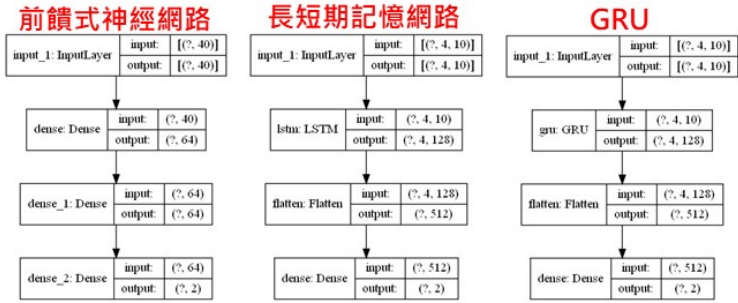 前饋式神經網路
input_1: InputLayer
input: [(?, 40)]
output: [(?, 40)]
dense: Dense
input: (?, 40)
output: (?, 64)
dense_1: Dense
input: (?, 64)
output: (?, 64)
dense_2: Dense
input: (?, 64)
output: (?, 2)
長短期記憶網路
input_1: InputLayer
input: [(?, 4, 10)]
output: [(?, 4, 10)]
lstm: LSTM
input: (?, 4, 10)
output: (?, 4, 128)
flatten: Flatten
input: (?, 4, 128)
output: (?, 512)
dense: Dense
input: (?, 512)
output: (?, 2)
GRU
input_1: InputLayer
input: [(?, 4, 10)]
output: [(?, 4, 10)]
gru: GRU
input: (?, 4, 10)
output: (?, 4, 128)
flatten: Flatten
input: (?, 4, 128)
output: (?, 512)
dense: Dense
input: (?, 512)
output: (?, 2)